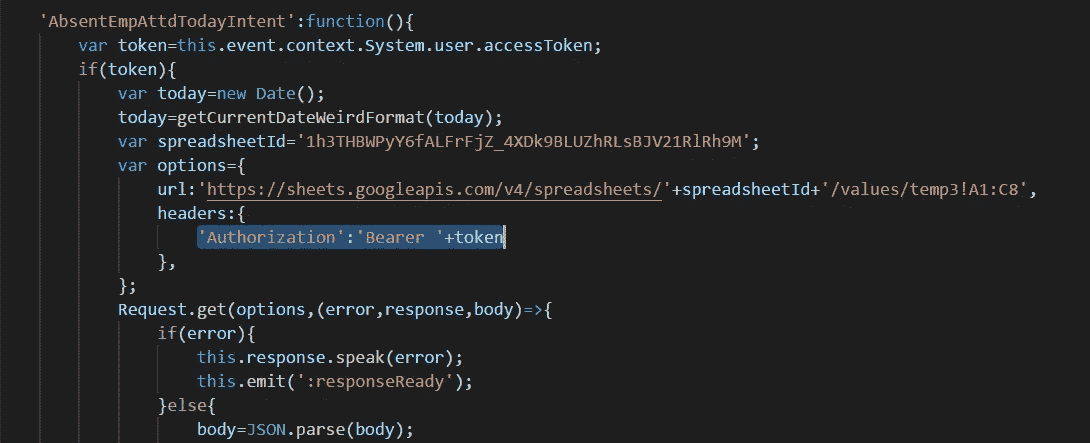 'AbsentEmpAttdTodayIntent':function(){
var token=this.event.context.System.user.accessToken;
if(token){
var today=new Date();
today=getCurrentDateWeirdFormat(today);
var spreadsheetId='1h3THBWPyY6fALFrFjZ_4XDk9BLUZhRLsBJV21RlRh9M';
var options={
url:'https://sheets.googleapis.com/v4/spreadsheets/'+spreadsheetId+'/values/temp3!A1:C8',
headers:{
'Authorization':'Bearer '+token
},
};
Request.get(options,(error,response,body)=>{
if(error){
this.response.speak(error);
this.emit(':responseReady');
}else{
body=JSON.parse(body);